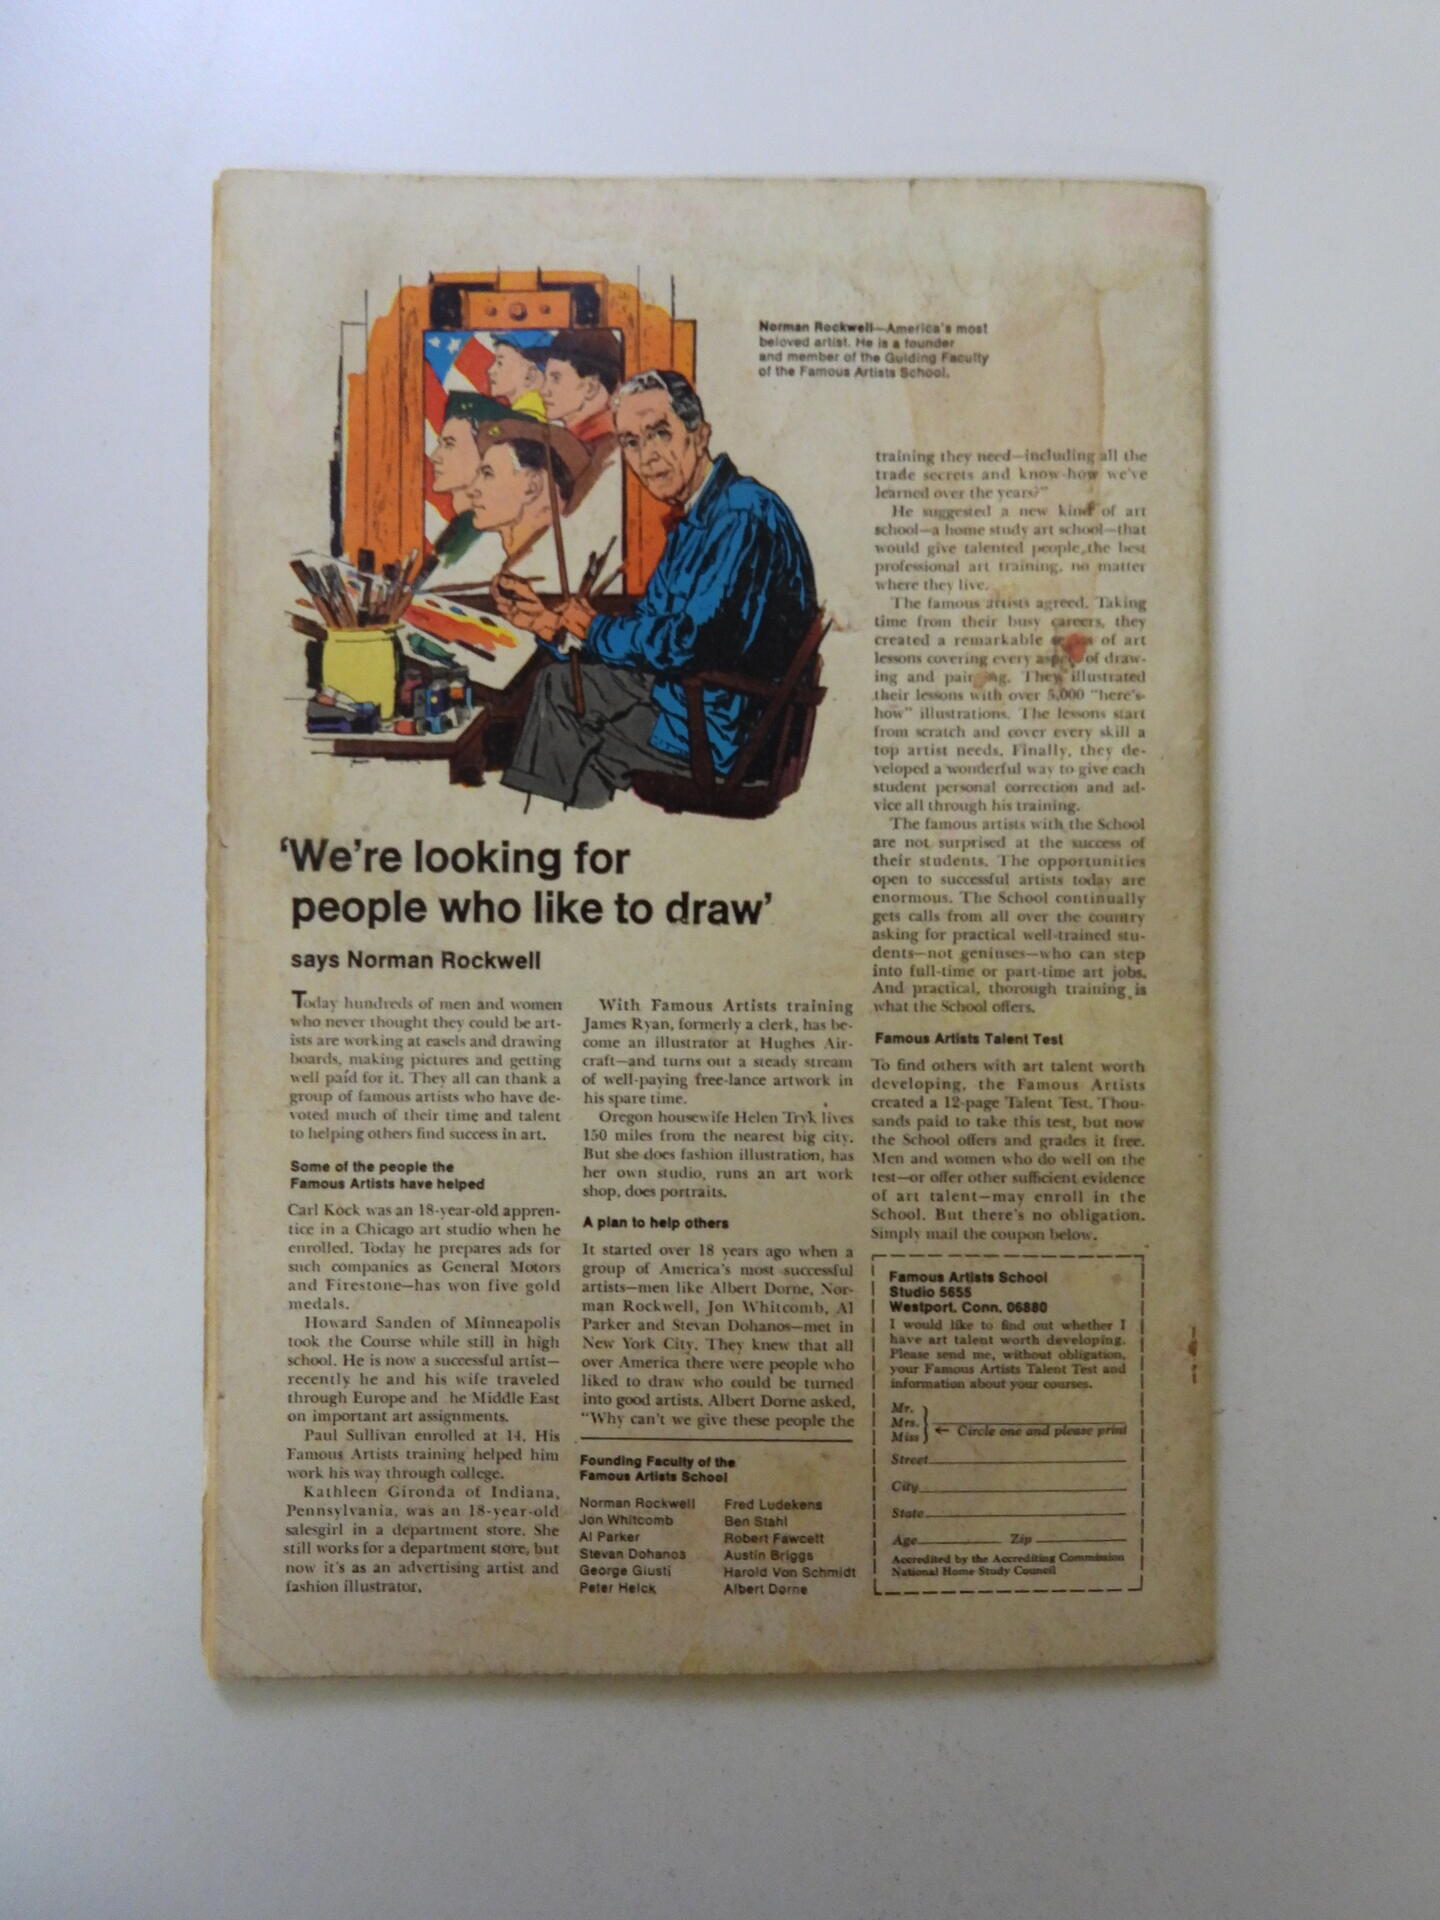 Norman Rockwell—America's most
beloved artist. He is a founder
and member of the Guiding Faculty
of the Famous Artists School.
'We're looking for
people who like to draw'
says Norman Rockwell
Today hundreds of men and women
who never thought they could be art-
ists are working at easels and drawing
boards, making pictures and getting
well paid for it. They all can thank a
group of famous artists who have de-
voted much of their time and talent
to helping others find success in art.
Some of the people the
Famous Artists have helped
Carl Kock was an 18-year-old appren-
tice in a Chicago art studio when he
enrolled. Today he prepares ads for
such companies as General Motors
and Firestone—has won five gold
medals.
Howard Sanden of Minneapolis
took the Course while still in high
school. He is now a successful artist—
recently he and his wife traveled
through Europe and he Middle East
on important art assignments.
Paul Sullivan enrolled at 14. His
Famous Artists training helped him
work his way through college.
Kathleen Gironda of Indiana,
Pennsylvania, was an 18-year-old
salesgirl in a department store. She
still works for a department store, but
now it's as an advertising artist and
fashion illustrator.
With Famous Artists training
James Ryan, formerly a clerk, has be-
come an illustrator at Hughes Air-
craft—and turns out a steady stream
of well-paying free-lance artwork in
his spare time.
Oregon housewife Helen Tryk lives
150 miles from the nearest big city.
But she does fashion illustration, has
her own studio, runs an art work
shop, does portraits.
A plan to help others
It started over 18 years ago when a
group of America's most successful
artists—men like Albert Dorne, Nor-
man Rockwell, Jon Whitcomb, Al
Parker and Stevan Dohanos—met in
New York City. They knew that all
over America there were people who
liked to draw who could be turned
into good artists. Albert Dorne asked,
"Why can't we give these people the
Founding Faculty of the
Famous Artists School
Norman Rockwell
Jon Whitcomb
Al Parker
Stevan Dohanos
George Giusti
Peter Helck
Fred Ludekens
Ben Stahl
Robert Fawcett
Austin Briggs
Harold Von Schmidt
Albert Dorne
training they need—including all the
trade secrets and know-how we've
learned over the years?"
He suggested a new kind of art
school—a home study art school—that
would give talented people the best
professional art training, no matter
where they live.
The famous artists agreed. Taking
time from their busy careers, they
created a remarkable of art
lessons covering every aspect of draw-
ing and painting. They illustrated
their lessons with over 5,000 "here's-
how" illustrations. The lessons start
from scratch and cover every skill a
top artist needs. Finally, they de-
veloped a wonderful way to give each
student personal correction and ad-
vice all through his training.
The famous artists with the School
are not surprised at the success of
their students. The opportunities
open to successful artists today are
enormous. The School continually
gets calls from all over the country
asking for practical well-trained stu-
dents—not geniuses—who can step
into full-time or part-time art jobs.
And practical, thorough training is
what the School offers.
Famous Artists Talent Test
To find others with art talent worth
developing, the Famous Artists
created a 12-page Talent Test. Thou-
sands paid to take this test, but now
the School offers and grades it free.
Men and women who do well on the
test—or offer other sufficient evidence
of art talent—may enroll in the
School. But there's no obligation.
Simply mail the coupon below.
Famous Artists School
Studio 5655
Westport, Conn. 06880
I would like to find out whether I
have art talent worth developing.
Please send me, without obligation,
your Famous Artists Talent Test and
information about your courses.
Mr.
Mrs.
Miss
← Circle one and please print
Street
City
State
Age Zip
Accredited by the Accrediting Commission
National Home Study Council